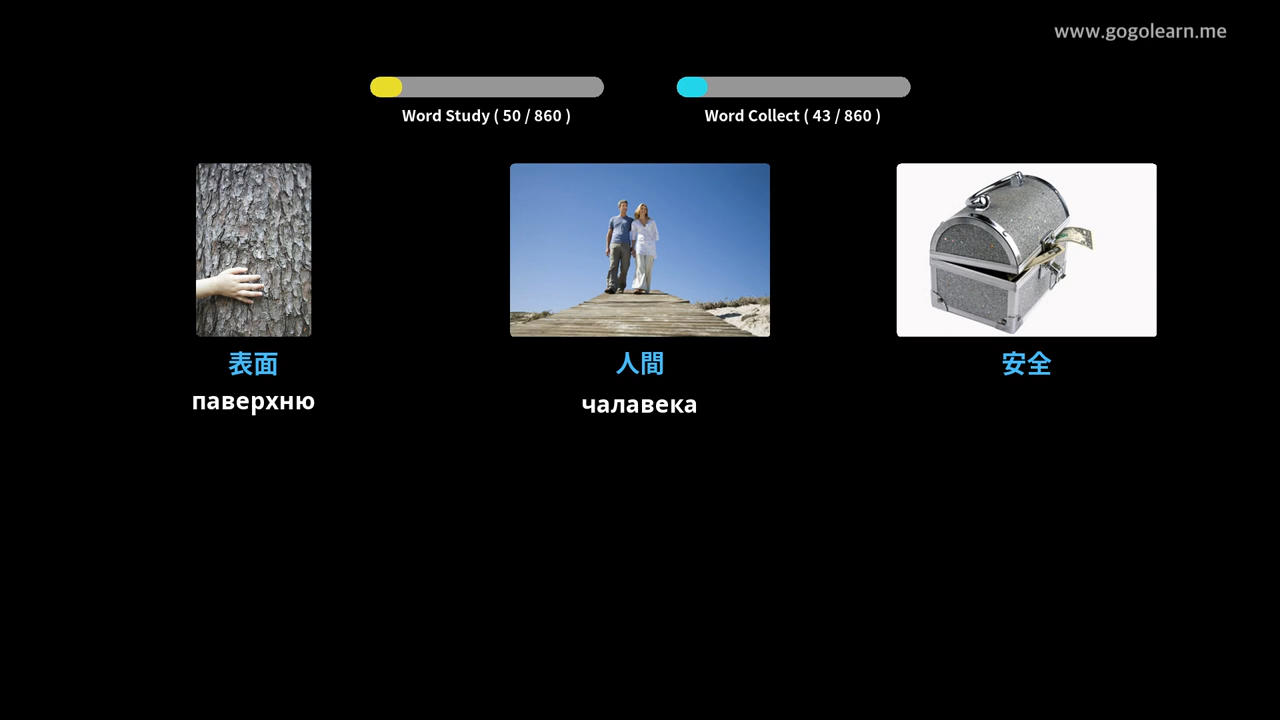 www.gogolearn.me
Word Study ( 50 / 860 )
Word Collect ( 43 / 860 )
表面
人間
安全
паверхню
чалавека